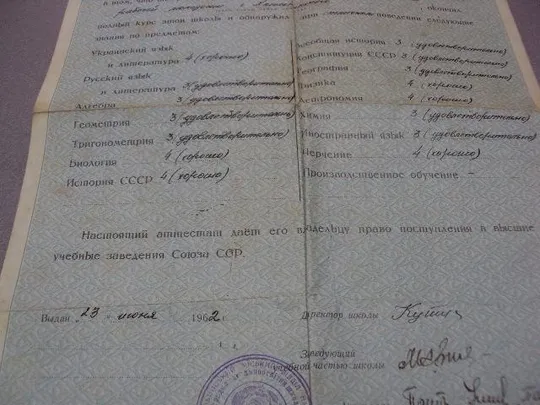 полный курс этой школы и обнаружил при поведении следующие
знания по предметам:
Украинский язык
и литература 4 (хорошо)
Русский язык
и литература 3 (удовлетворительно)
Алгебра 3 (удовлетворительно)
Геометрия 3 (удовлетворительно)
Тригонометрия 3 (удовлетворительно)
Биология 4 (хорошо)
История СССР 4 (хорошо)
Всеобщая история 3 (удовлетворительно)
Конституция СССР 3 (удовлетворительно)
География 3 (удовлетворительно)
Физика 4 (хорошо)
Астрономия 4 (хорошо)
Химия 3 (удовлетворительно)
Иностранный язык 3 (удовлетворительно)
Черчение 4 (хорошо)
Производственное обучение –
Настоящий аттестат даёт его владельцу право поступления в высшие
учебные заведения Союза ССР.
Выдан „23" июня 1962 г.
Директор школы
Заведующий
учебной частью школы